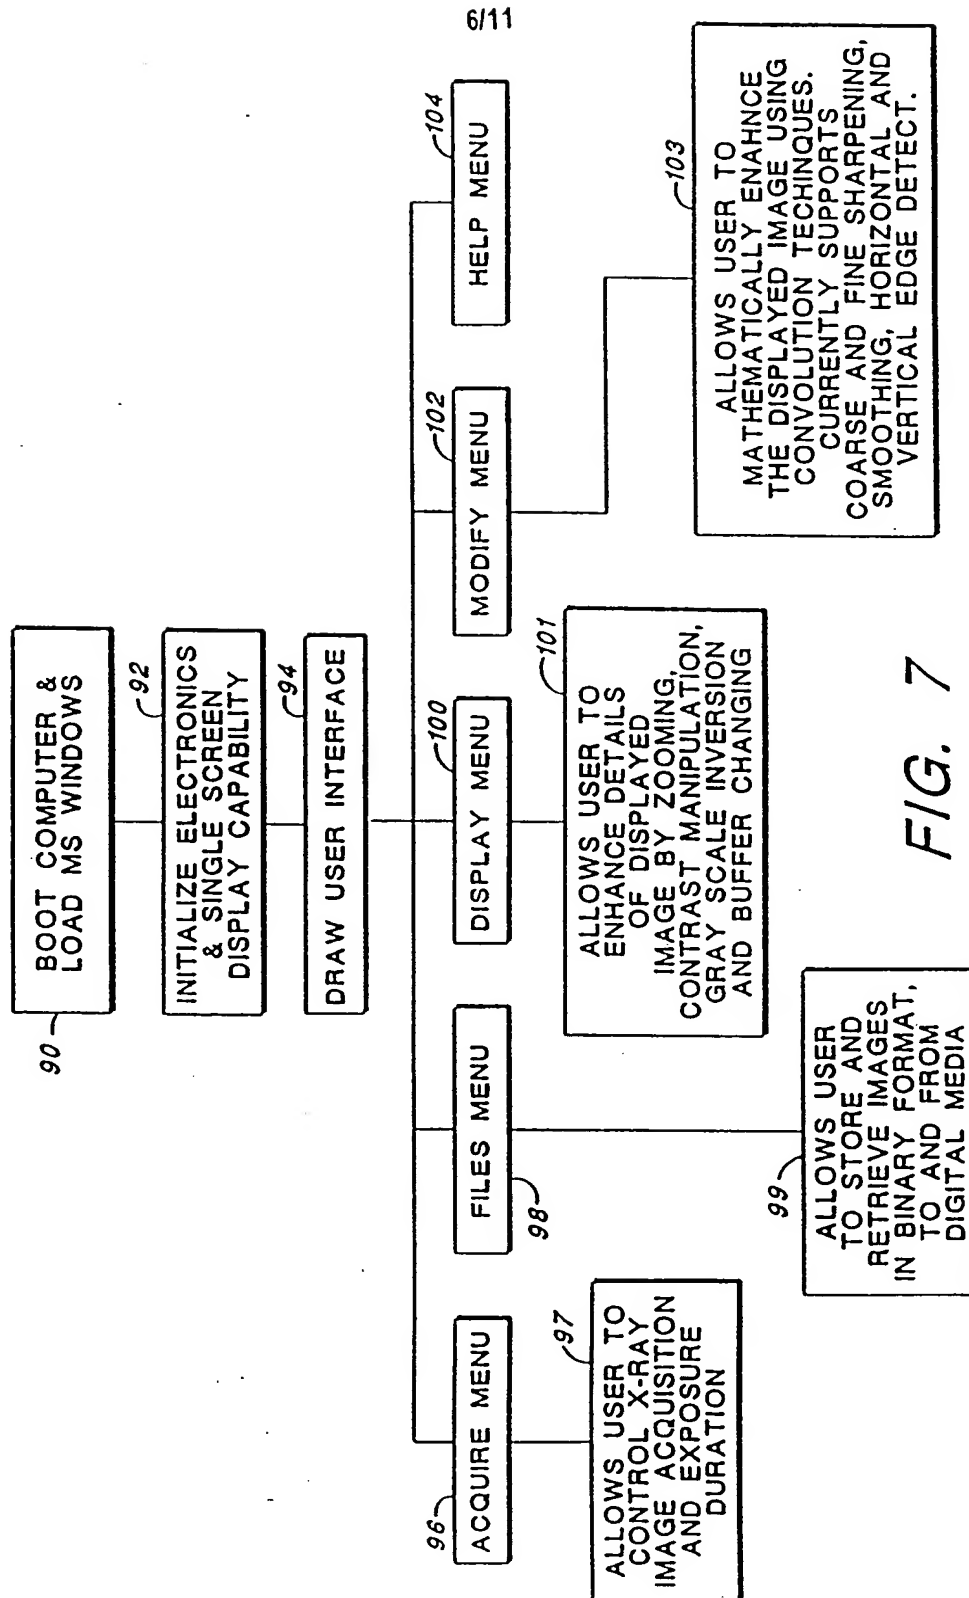 6/11
BOOT COMPUTER &
LOAD MS WINDOWS
90
INITIALIZE ELECTRONICS
& SINGLE SCREEN
DISPLAY CAPABILITY
92
DRAW USER INTERFACE
94
ACQUIRE MENU
96
FILES MENU
98
DISPLAY MENU
100
MODIFY MENU
102
HELP MENU
104
ALLOWS USER TO
CONTROL X-RAY
IMAGE ACQUISITION
AND EXPOSURE
DURATION
97
ALLOWS USER
TO STORE AND
RETRIEVE IMAGES
IN BINARY FORMAT,
TO AND FROM
DIGITAL MEDIA
99
ALLOWS USER TO
ENHANCE DETAILS
OF DISPLAYED
IMAGE BY ZOOMING,
CONTRAST MANIPULATION,
GRAY SCALE INVERSION
AND BUFFER CHANGING
101
ALLOWS USER TO
MATHEMATICALLY ENAHNCE
THE DISPLAYED IMAGE USING
CONVOLUTION TECHINQUES.
CURRENTLY SUPPORTS
COARSE AND FINE SHARPENING,
SMOOTHING, HORIZONTAL AND
VERTICAL EDGE DETECT.
103
FIG. 7